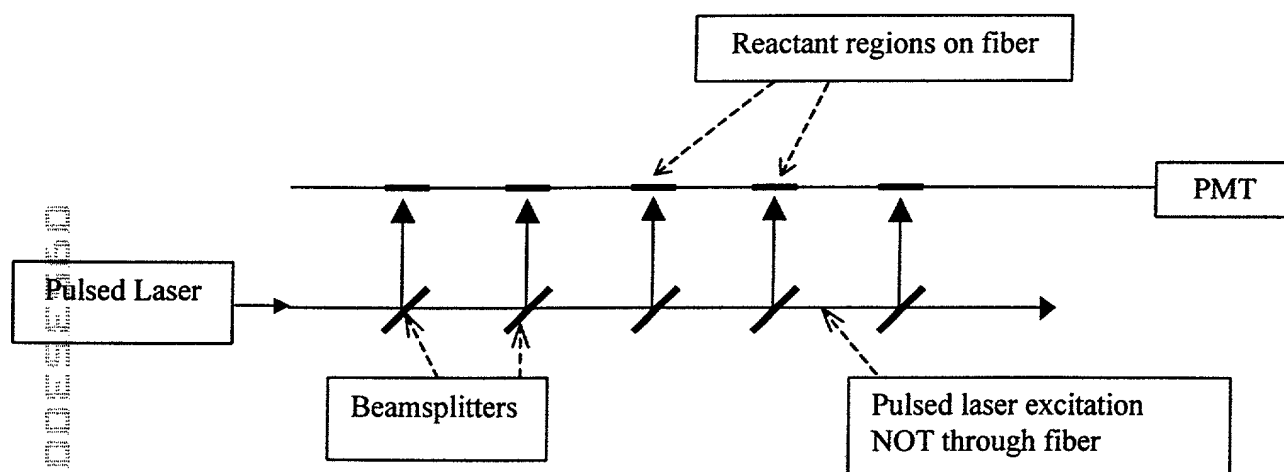 Reactant regions on fiber
PMT
Pulsed Laser
Beamsplitters
Pulsed laser excitation
NOT through fiber